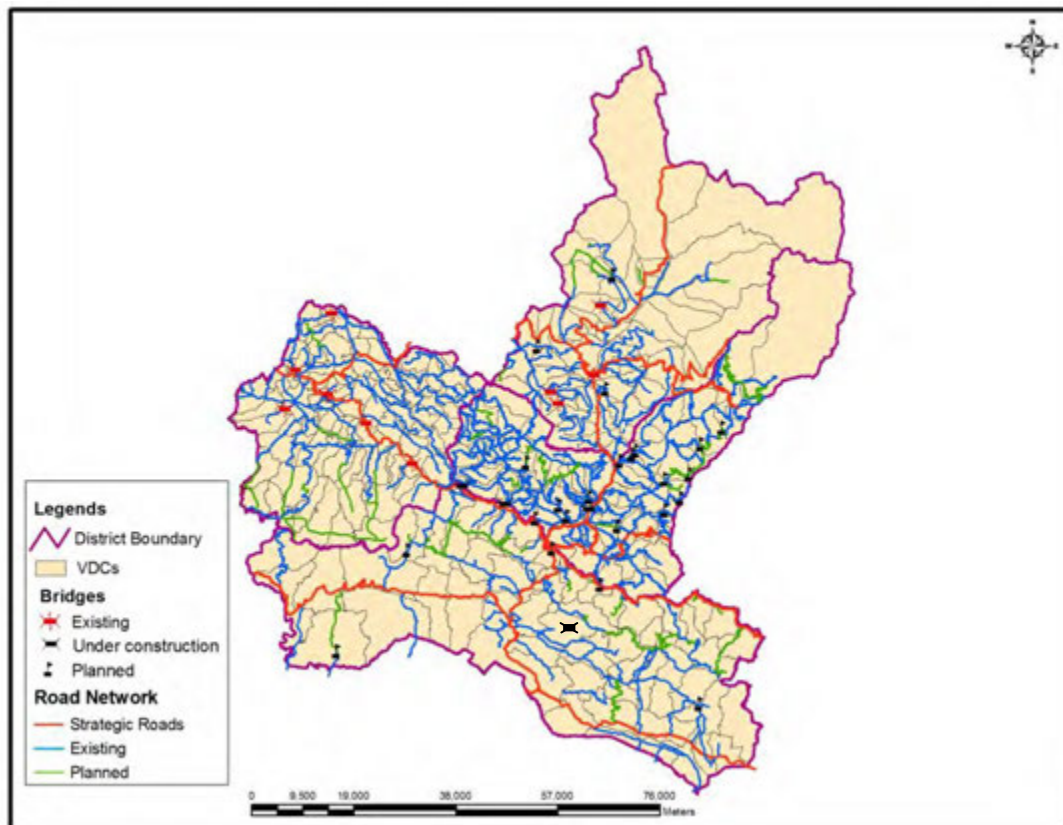 N
W E
S
Legends
District Boundary
VDCs
Bridges
Existing
Under construction
Planned
Road Network
Strategic Roads
Existing
Planned
0 9,500 19,000 38,000 57,000 76,000
Meters